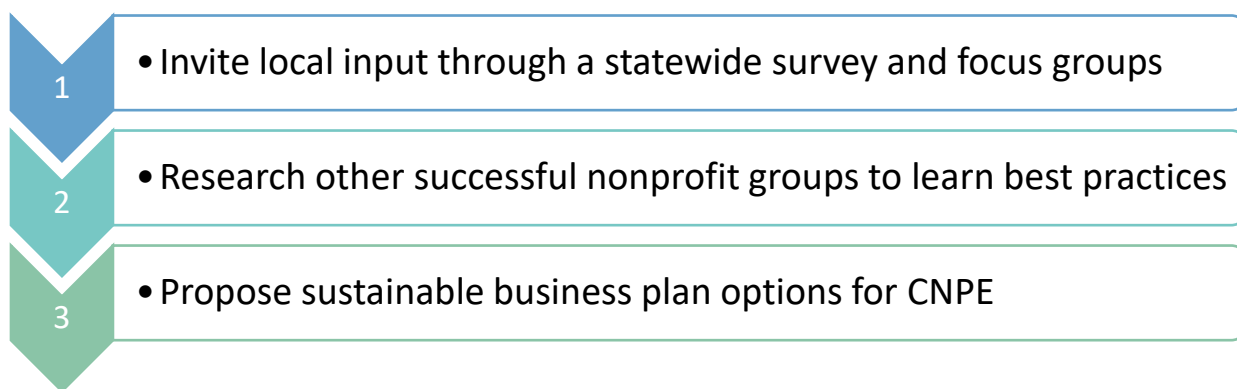 1
• Invite local input through a statewide survey and focus groups
2
• Research other successful nonprofit groups to learn best practices
3
• Propose sustainable business plan options for CNPE